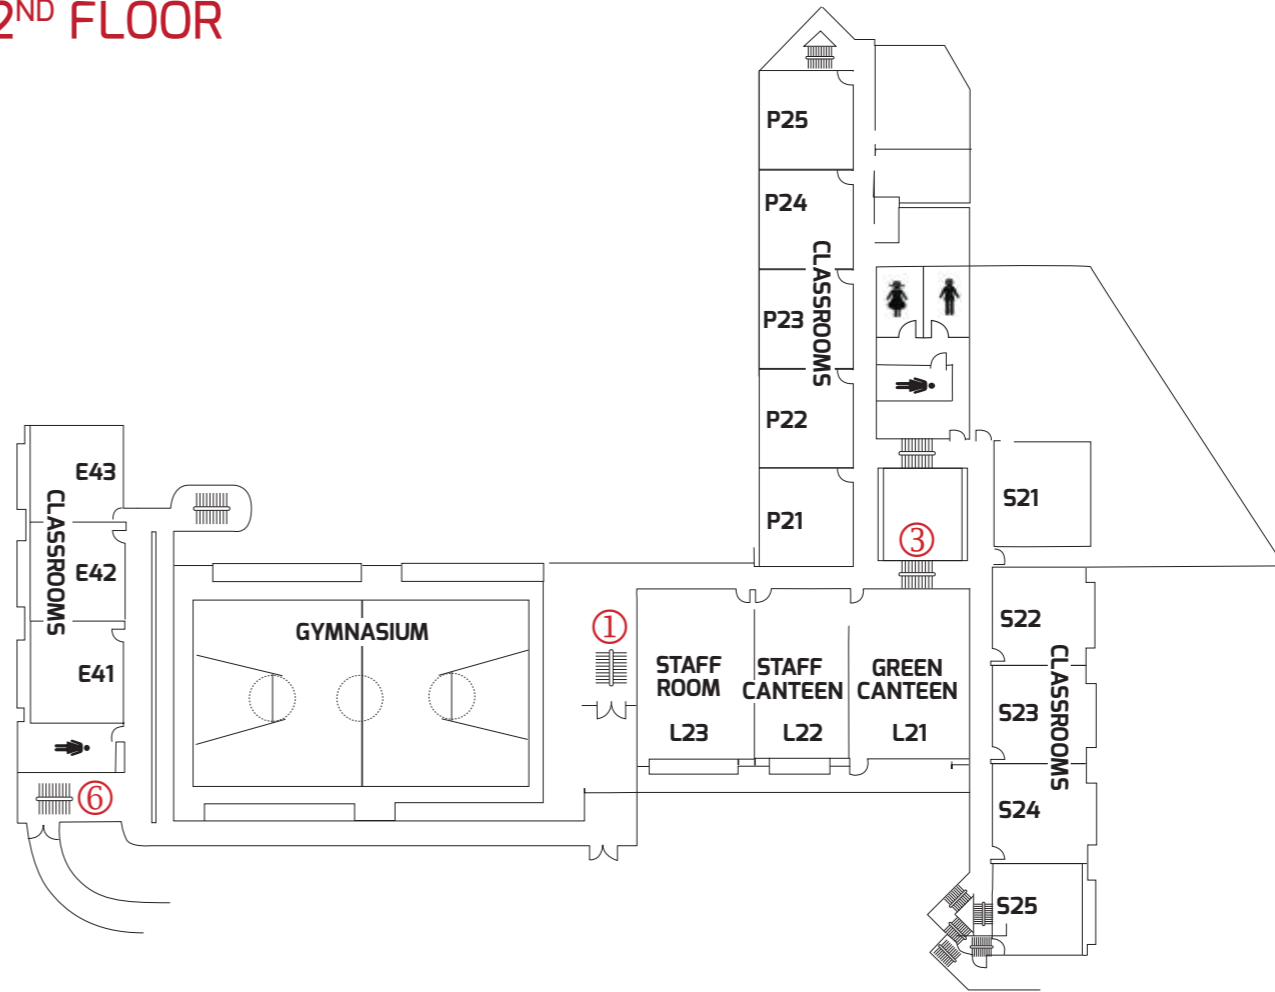 2ND FLOOR
P25
P24
CLASSROOMS
P23
P22
P21
E43
CLASSROOMS
E42
E41
⑥
GYMNASIUM
①
STAFF
ROOM
L23
STAFF
CANTEEN
L22
GREEN
CANTEEN
L21
③
S21
S22
CLASSROOMS
S23
S24
S25